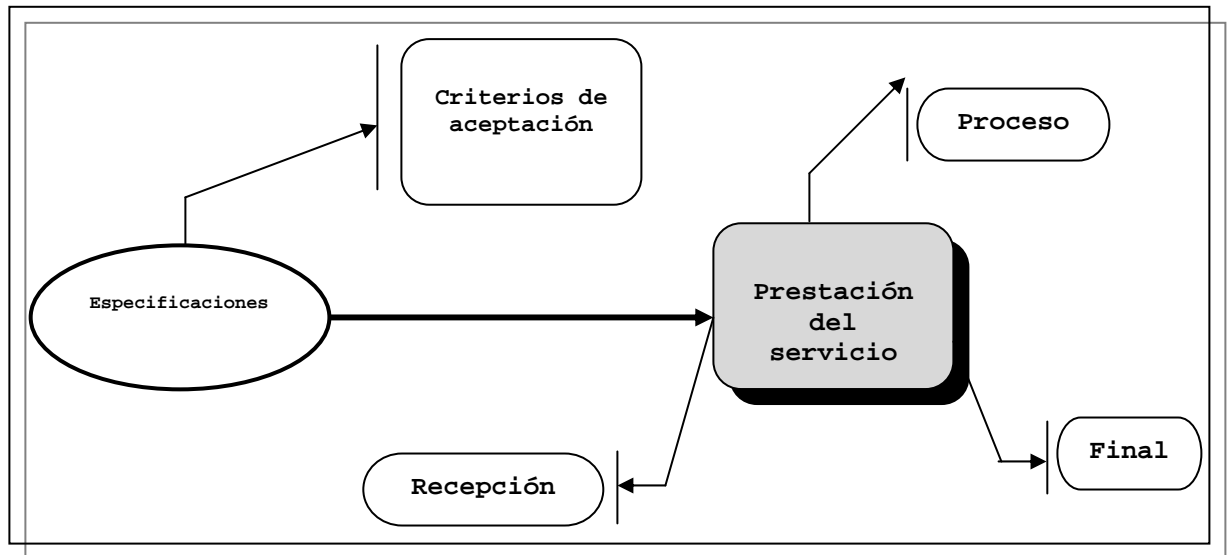 Criterios de
aceptación
Proceso
Especificaciones
Prestación
del
servicio
Recepción
Final